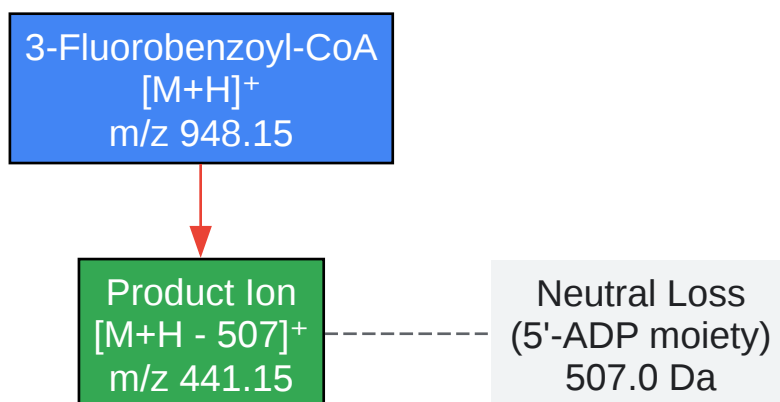 3-Fluorobenzoyl-CoA
[M+H]⁺
m/z 948.15
Product Ion
[M+H - 507]⁺
m/z 441.15
Neutral Loss
(5'-ADP moiety)
507.0 Da